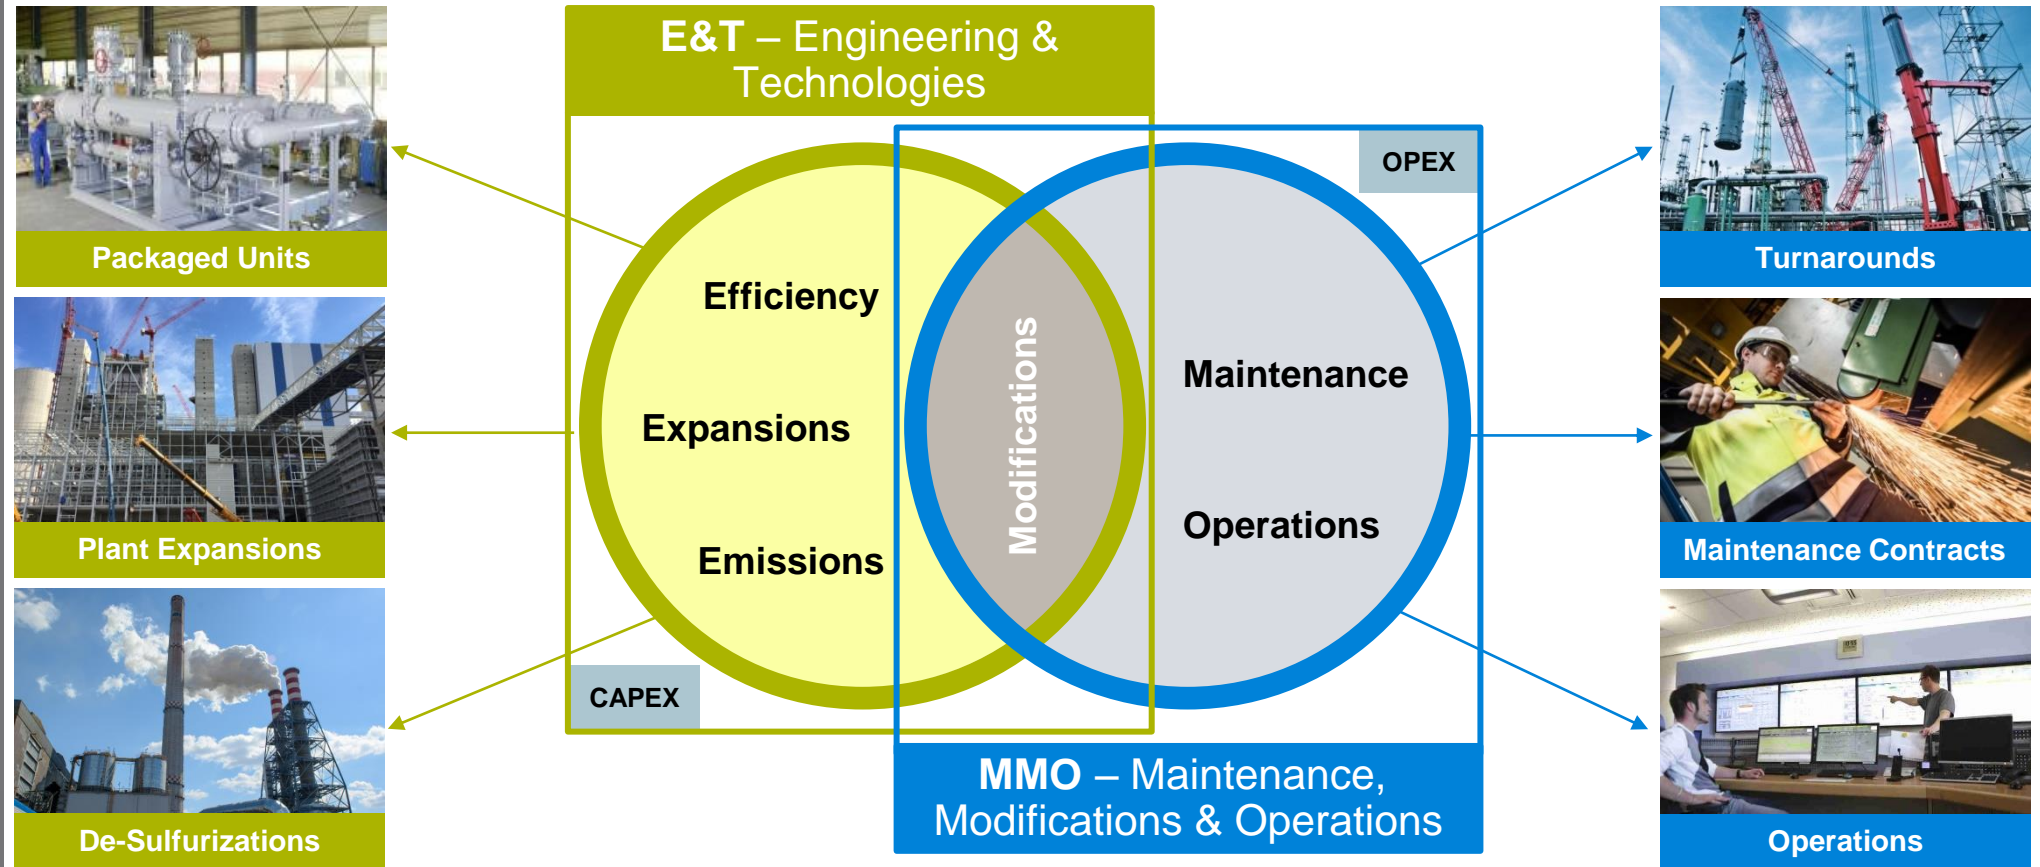 E&T – Engineering &
Technologies
Packaged Units
Plant Expansions
De-Sulfurizations
Efficiency
Expansions
Emissions
CAPEX
Modifications
OPEX
Maintenance
Operations
MMO – Maintenance,
Modifications & Operations
Turnarounds
Maintenance Contracts
Operations